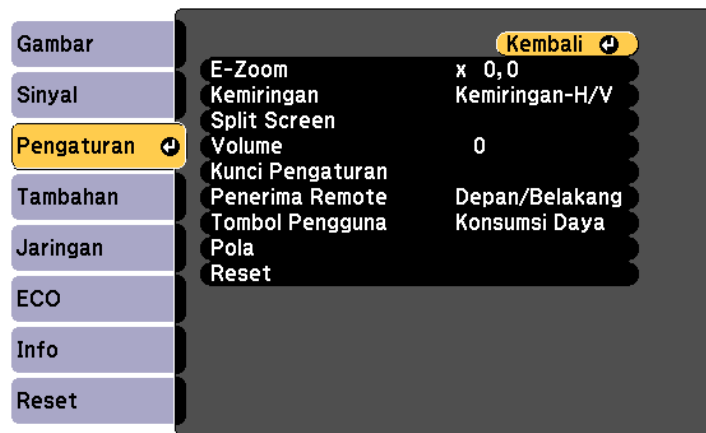 Gambar
Sinyal
Pengaturan
Tambahan
Jaringan
ECO
Info
Reset
Kembali
E-Zoom x 0,0
Kemiringan Kemiringan-H/V
Split Screen
Volume 0
Kunci Pengaturan
Penerima Remote Depan/Belakang
Tombol Pengguna Konsumsi Daya
Pola
Reset